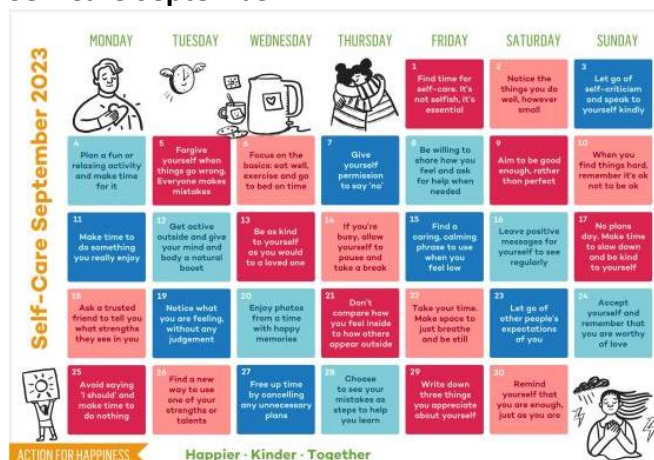 MONDAY TUESDAY WEDNESDAY THURSDAY FRIDAY SATURDAY SUNDAY
Self-Care September 2023
1
Find time for
self-care. It's
not selfish, it's
essential
2
Notice the
things you do
well, however
small
3
Let go of
self-criticism
and speak to
yourself kindly
4
Plan a fun or
relaxing activity
and make time
for it
5
Forgive
yourself when
things go wrong.
Everyone makes
mistakes
6
Focus on the
basics: eat well,
exercise and go
to bed on time
7
Give
yourself
permission
to say 'no'
8
Be willing to
share how you
feel and ask
for help when
needed
9
Aim to be good
enough, rather
than perfect
10
When you
find things hard,
remember it's ok
not to be ok
11
Make time to
do something
you really enjoy
12
Get active
outside and give
your mind and
body a natural
boost
13
Be as kind
to yourself
as you would
to a loved one
14
If you're
busy, allow
yourself to
pause and
take a break
15
Find a
caring, calming
phrase to use
when you
feel low
16
Leave positive
messages for
yourself to see
regularly
17
No plans
day. Make time
to slow down
and be kind
to yourself
18
Ask a trusted
friend to tell you
what strengths
they see in you
19
Notice what
you are feeling,
without any
judgement
20
Enjoy photos
from a time
with happy
memories
21
Don't
compare how
you feel inside
to how others
appear outside
22
Take your time.
Make space to
just breathe
and be still
23
Let go of
other people's
expectations
of you
24
Accept
yourself and
remember that
you are worthy
of love
25
Avoid saying
'I should' and
make time to
do nothing
26
Find a new
way to use
one of your
strengths or
talents
27
Free up time
by cancelling
any unnecessary
plans
28
Choose
to see your
mistakes as
steps to help
you learn
29
Write down
three things
you appreciate
about yourself
30
Remind
yourself that
you are enough,
just as you are
ACTION FOR HAPPINESS
Happier · Kinder · Together